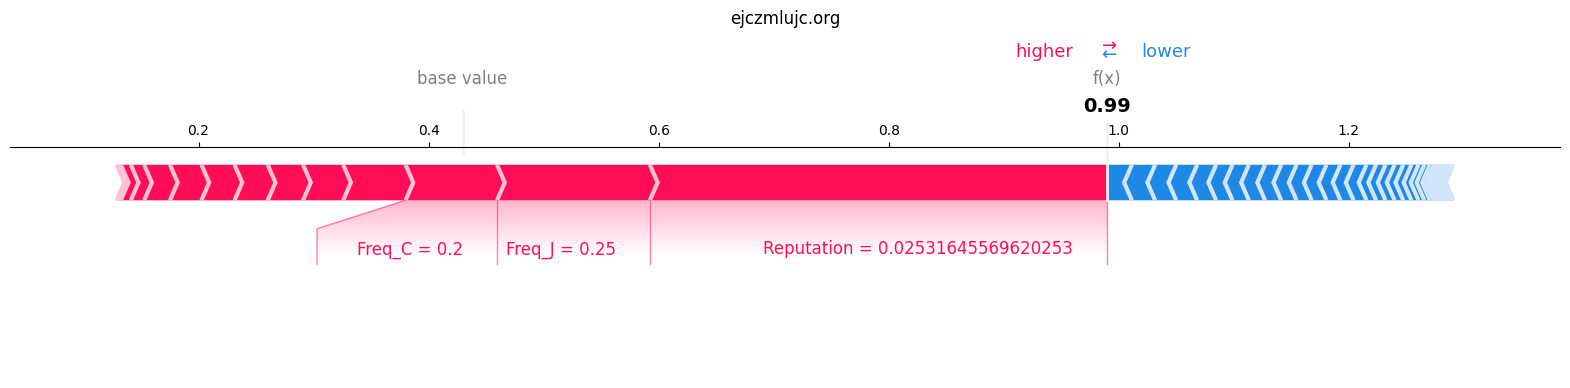 ejczmlujc.org
higher ⇄ lower
base value f(x)
0.99
0.2 0.4 0.6 0.8 1.0 1.2
Freq_C = 0.2 Freq_J = 0.25 Reputation = 0.02531645569620253